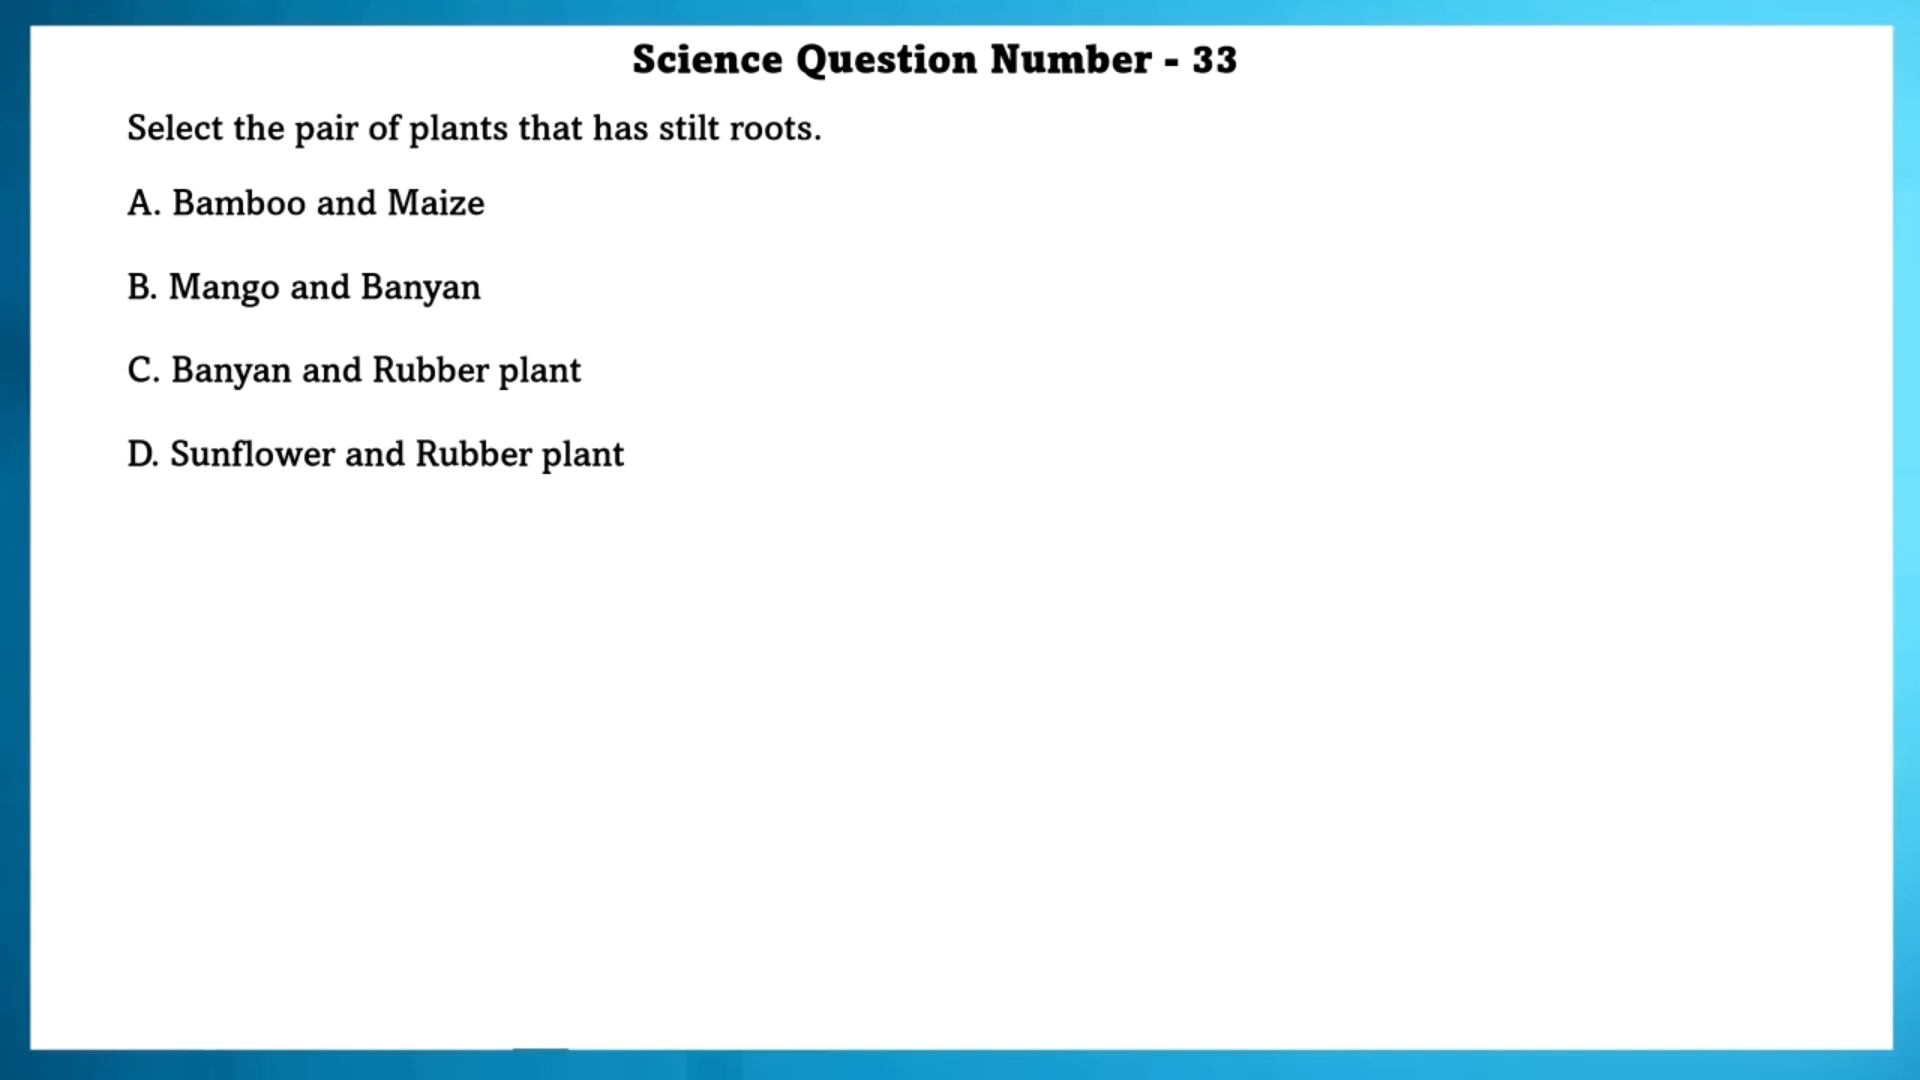 Science Question Number - 33
Select the pair of plants that has stilt roots.
A. Bamboo and Maize
B. Mango and Banyan
C. Banyan and Rubber plant
D. Sunflower and Rubber plant